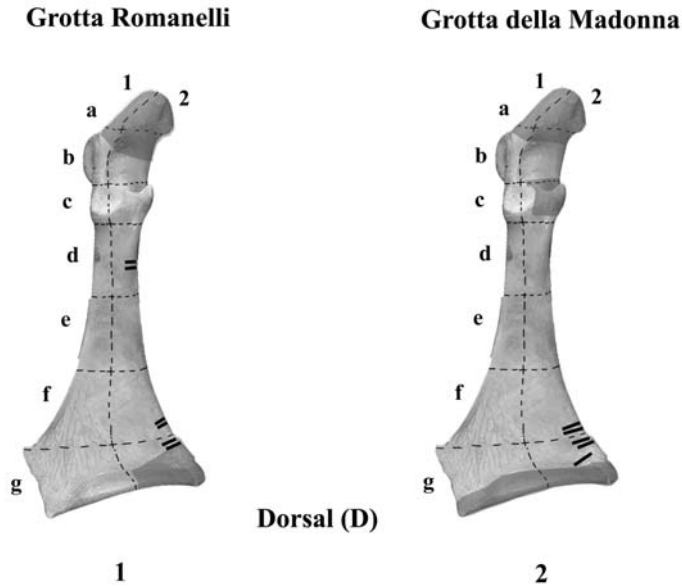 Grotta Romanelli
Grotta della Madonna
1
2
a
b
c
d
e
f
g
1
2
a
b
c
d
e
f
g
Dorsal (D)
1
2